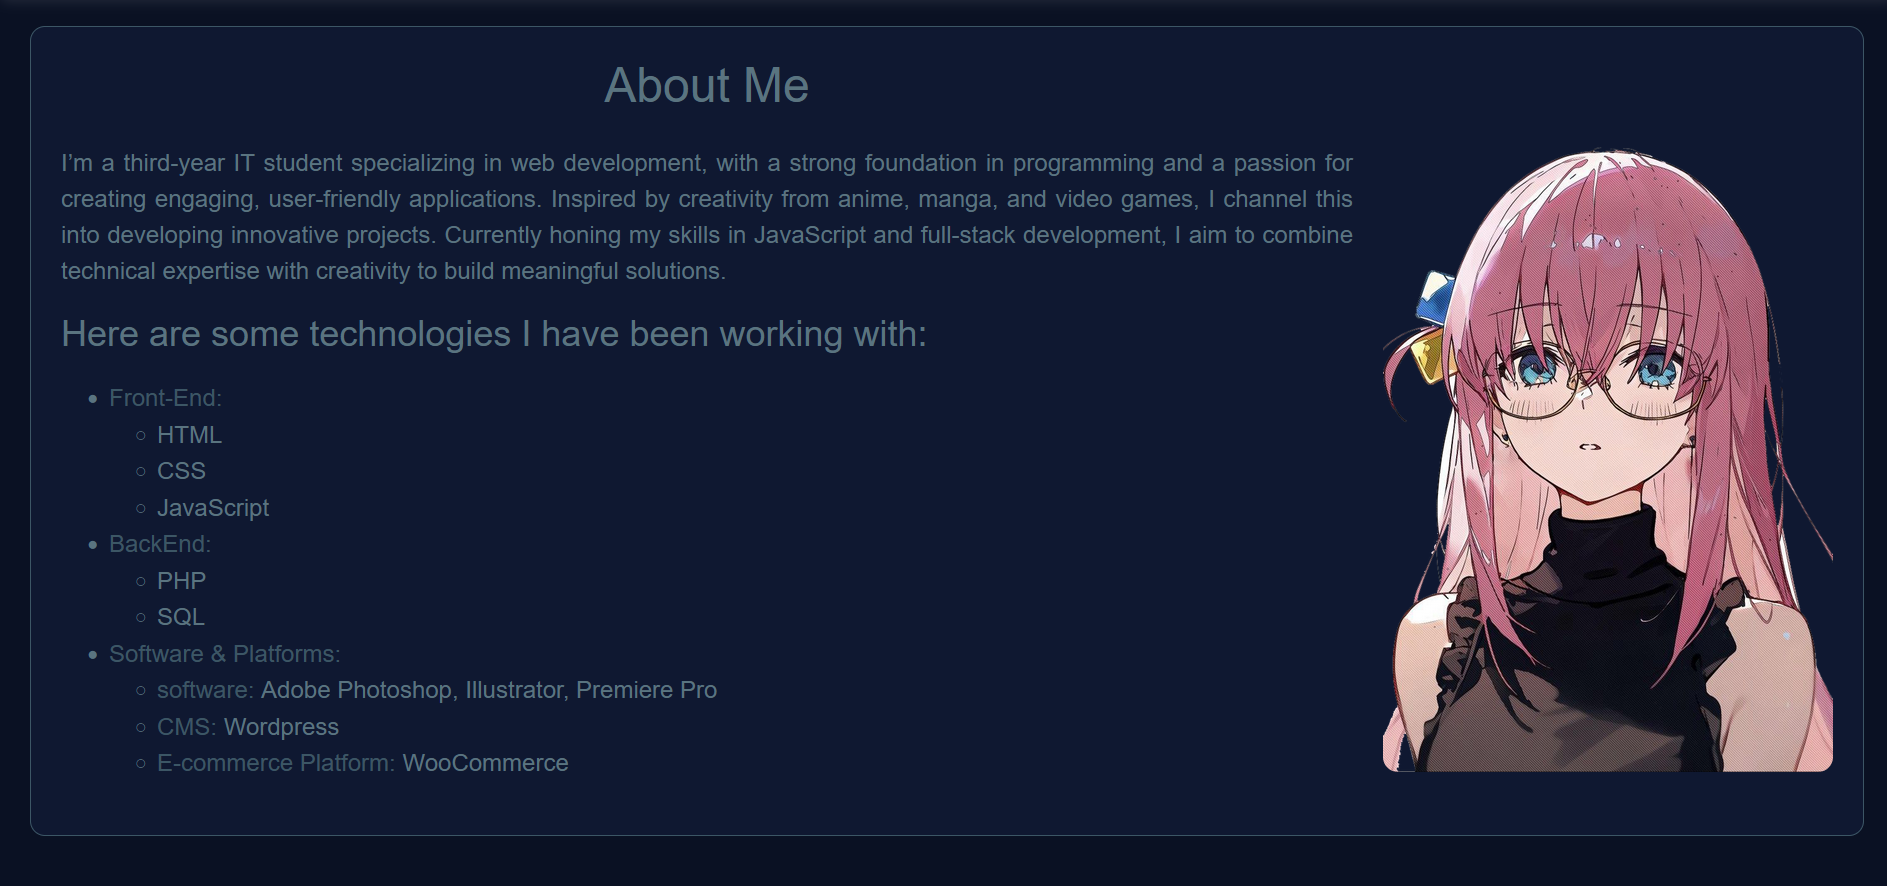 About Me
I’m a third-year IT student specializing in web development, with a strong foundation in programming and a passion for
creating engaging, user-friendly applications. Inspired by creativity from anime, manga, and video games, I channel this
into developing innovative projects. Currently honing my skills in JavaScript and full-stack development, I aim to combine
technical expertise with creativity to build meaningful solutions.
Here are some technologies I have been working with:
Front-End:
HTML
CSS
JavaScript
BackEnd:
PHP
SQL
Software & Platforms:
software: Adobe Photoshop, Illustrator, Premiere Pro
CMS: Wordpress
E-commerce Platform: WooCommerce